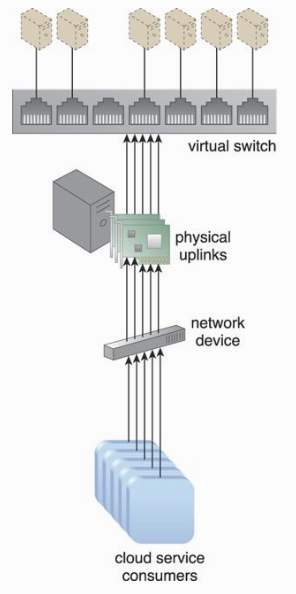 virtual switch
physical
uplinks
network
device
cloud service
consumers